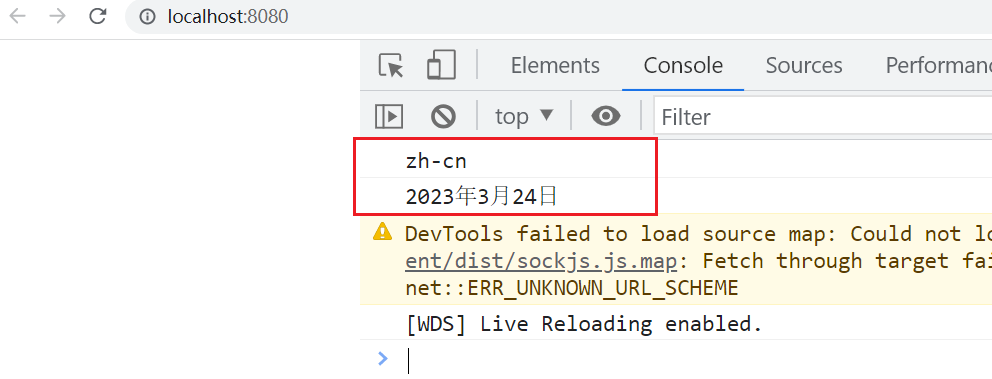 localhost:8080
Elements Console Sources Performanc
top Filter
zh-cn
2023年3月24日
DevTools failed to load source map: Could not lo
ent/dist/sockjs.js.map: Fetch through target fai
net::ERR_UNKNOWN_URL_SCHEME
[WDS] Live Reloading enabled.